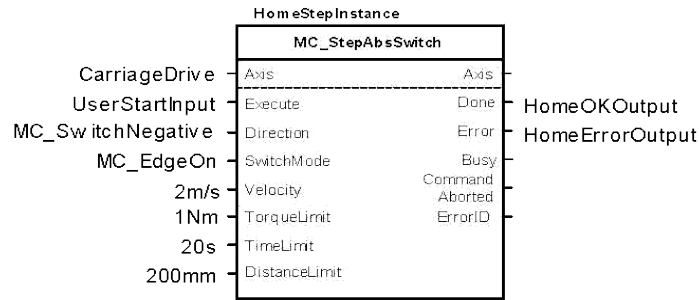 HomeStepInstance
MC_StepAbsSwitch
CarriageDrive Axis Axis
UserStartInput Execute Done HomeOKOutput
MC_SwitchNegative Direction Error HomeErrorOutput
MC_EdgeOn SwitchMode Busy
2m/s Velocity Command Aborted
1Nm TorqueLimit ErrorID
20s TimeLimit
200mm DistanceLimit